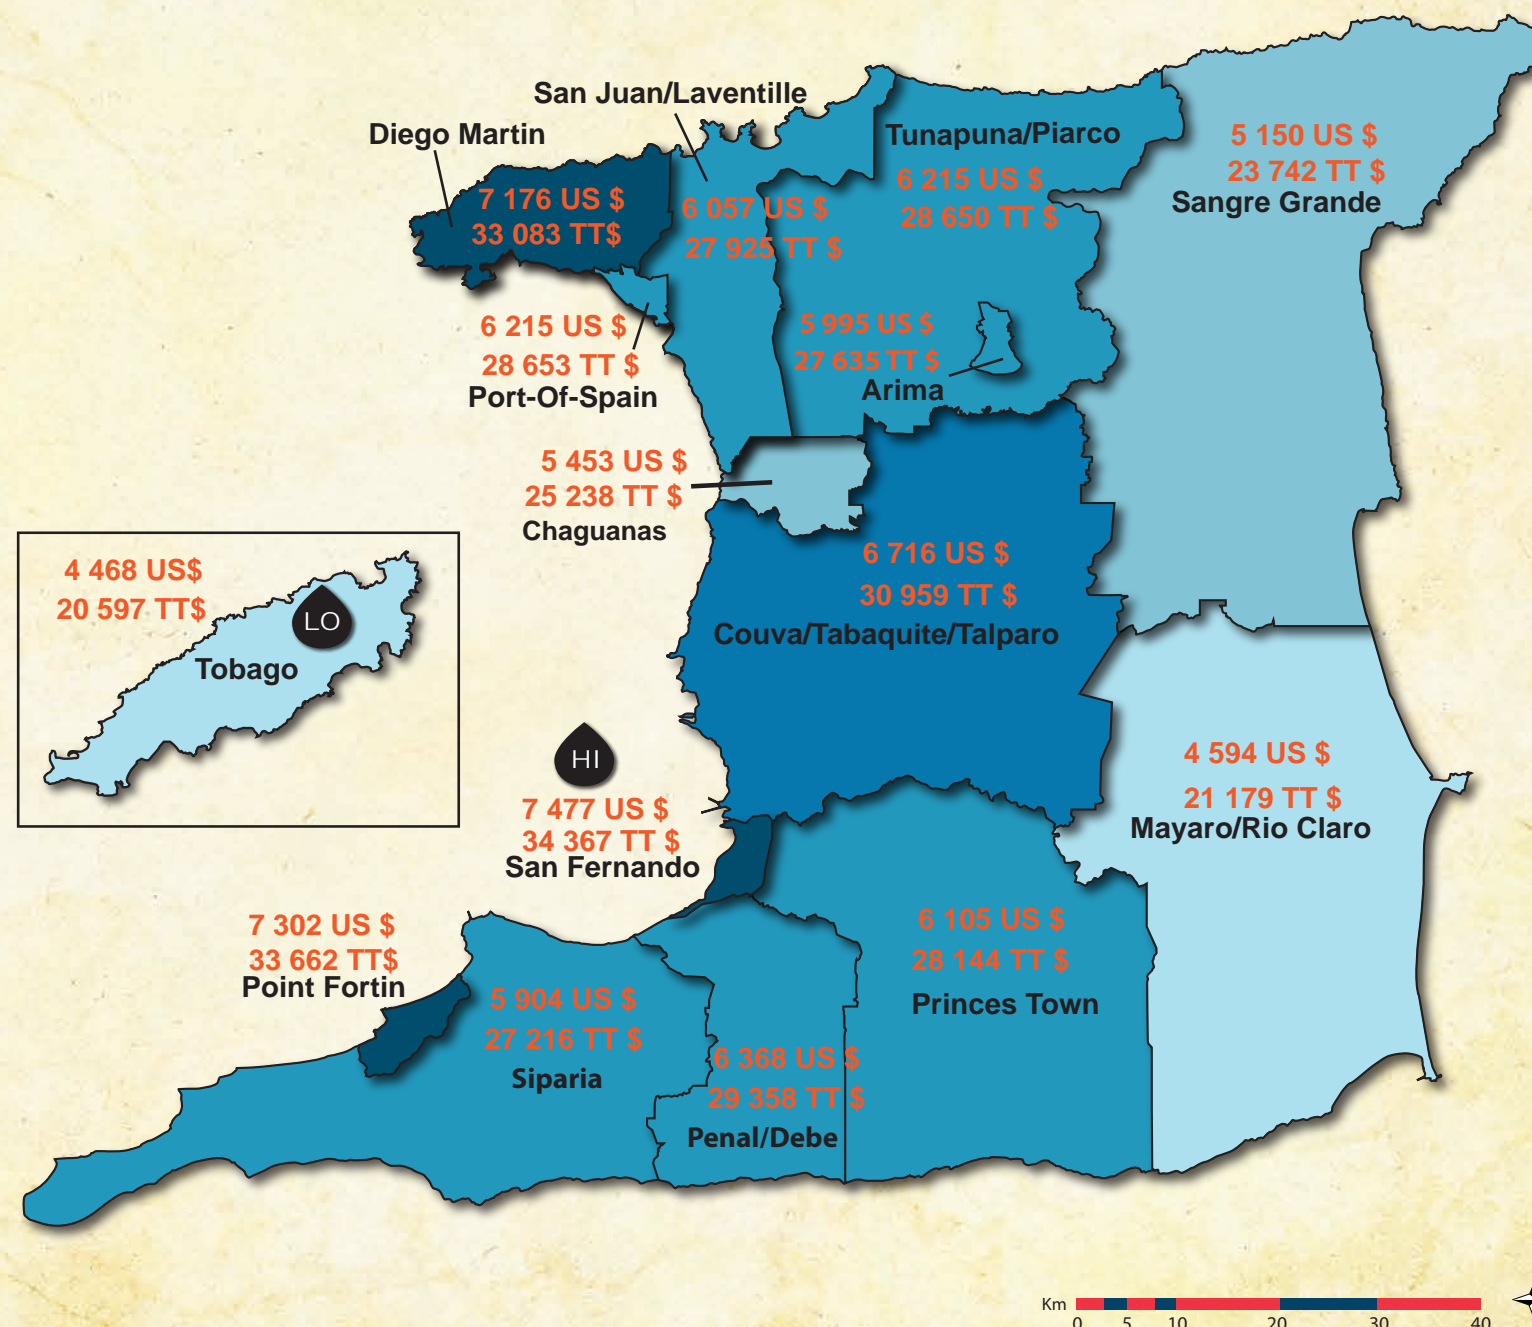 San Juan/Laventille
Diego Martin
Tunapuna/Piarco
5 150 US $
23 742 TT $
Sangre Grande
7 176 US $
33 083 TT$
6 057 US $
27 925 TT $
6 215 US $
28 650 TT $
6 215 US $
28 653 TT $
Port-Of-Spain
5 995 US $
27 635 TT $
Arima
5 453 US $
25 238 TT $
Chaguanas
4 468 US$
20 597 TT$
LO
Tobago
6 716 US $
30 959 TT $
Couva/Tabaquite/Talparo
HI
7 477 US $
34 367 TT $
San Fernando
4 594 US $
21 179 TT $
Mayaro/Rio Claro
7 302 US $
33 662 TT$
Point Fortin
5 904 US $
27 216 TT $
Siparia
6 368 US $
29 358 TT $
Penal/Debe
6 105 US $
28 144 TT $
Princes Town
Km
0 5 10 20 30 40